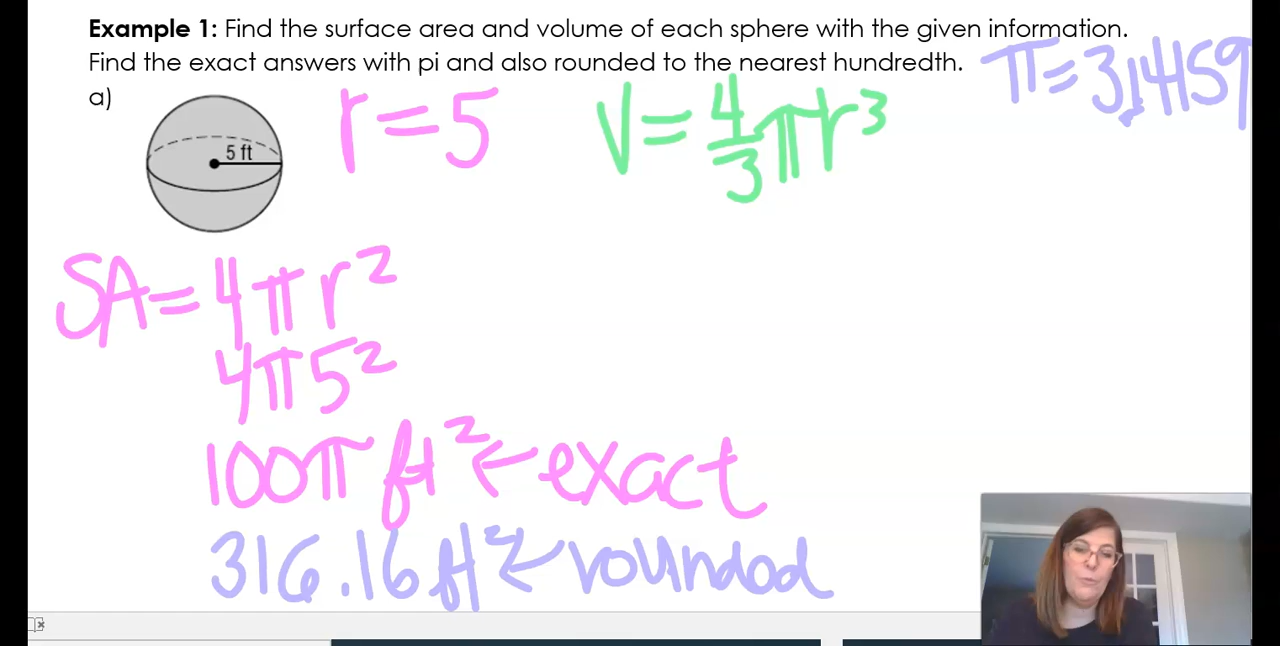 Example 1: Find the surface area and volume of each sphere with the given information.
Find the exact answers with pi and also rounded to the nearest hundredth.
π=3.14159
a)
5 ft
r=5
V=4/3πr³
SA=4πr²
4π5²
100π ft²←exact
316.16 ft²←rounded